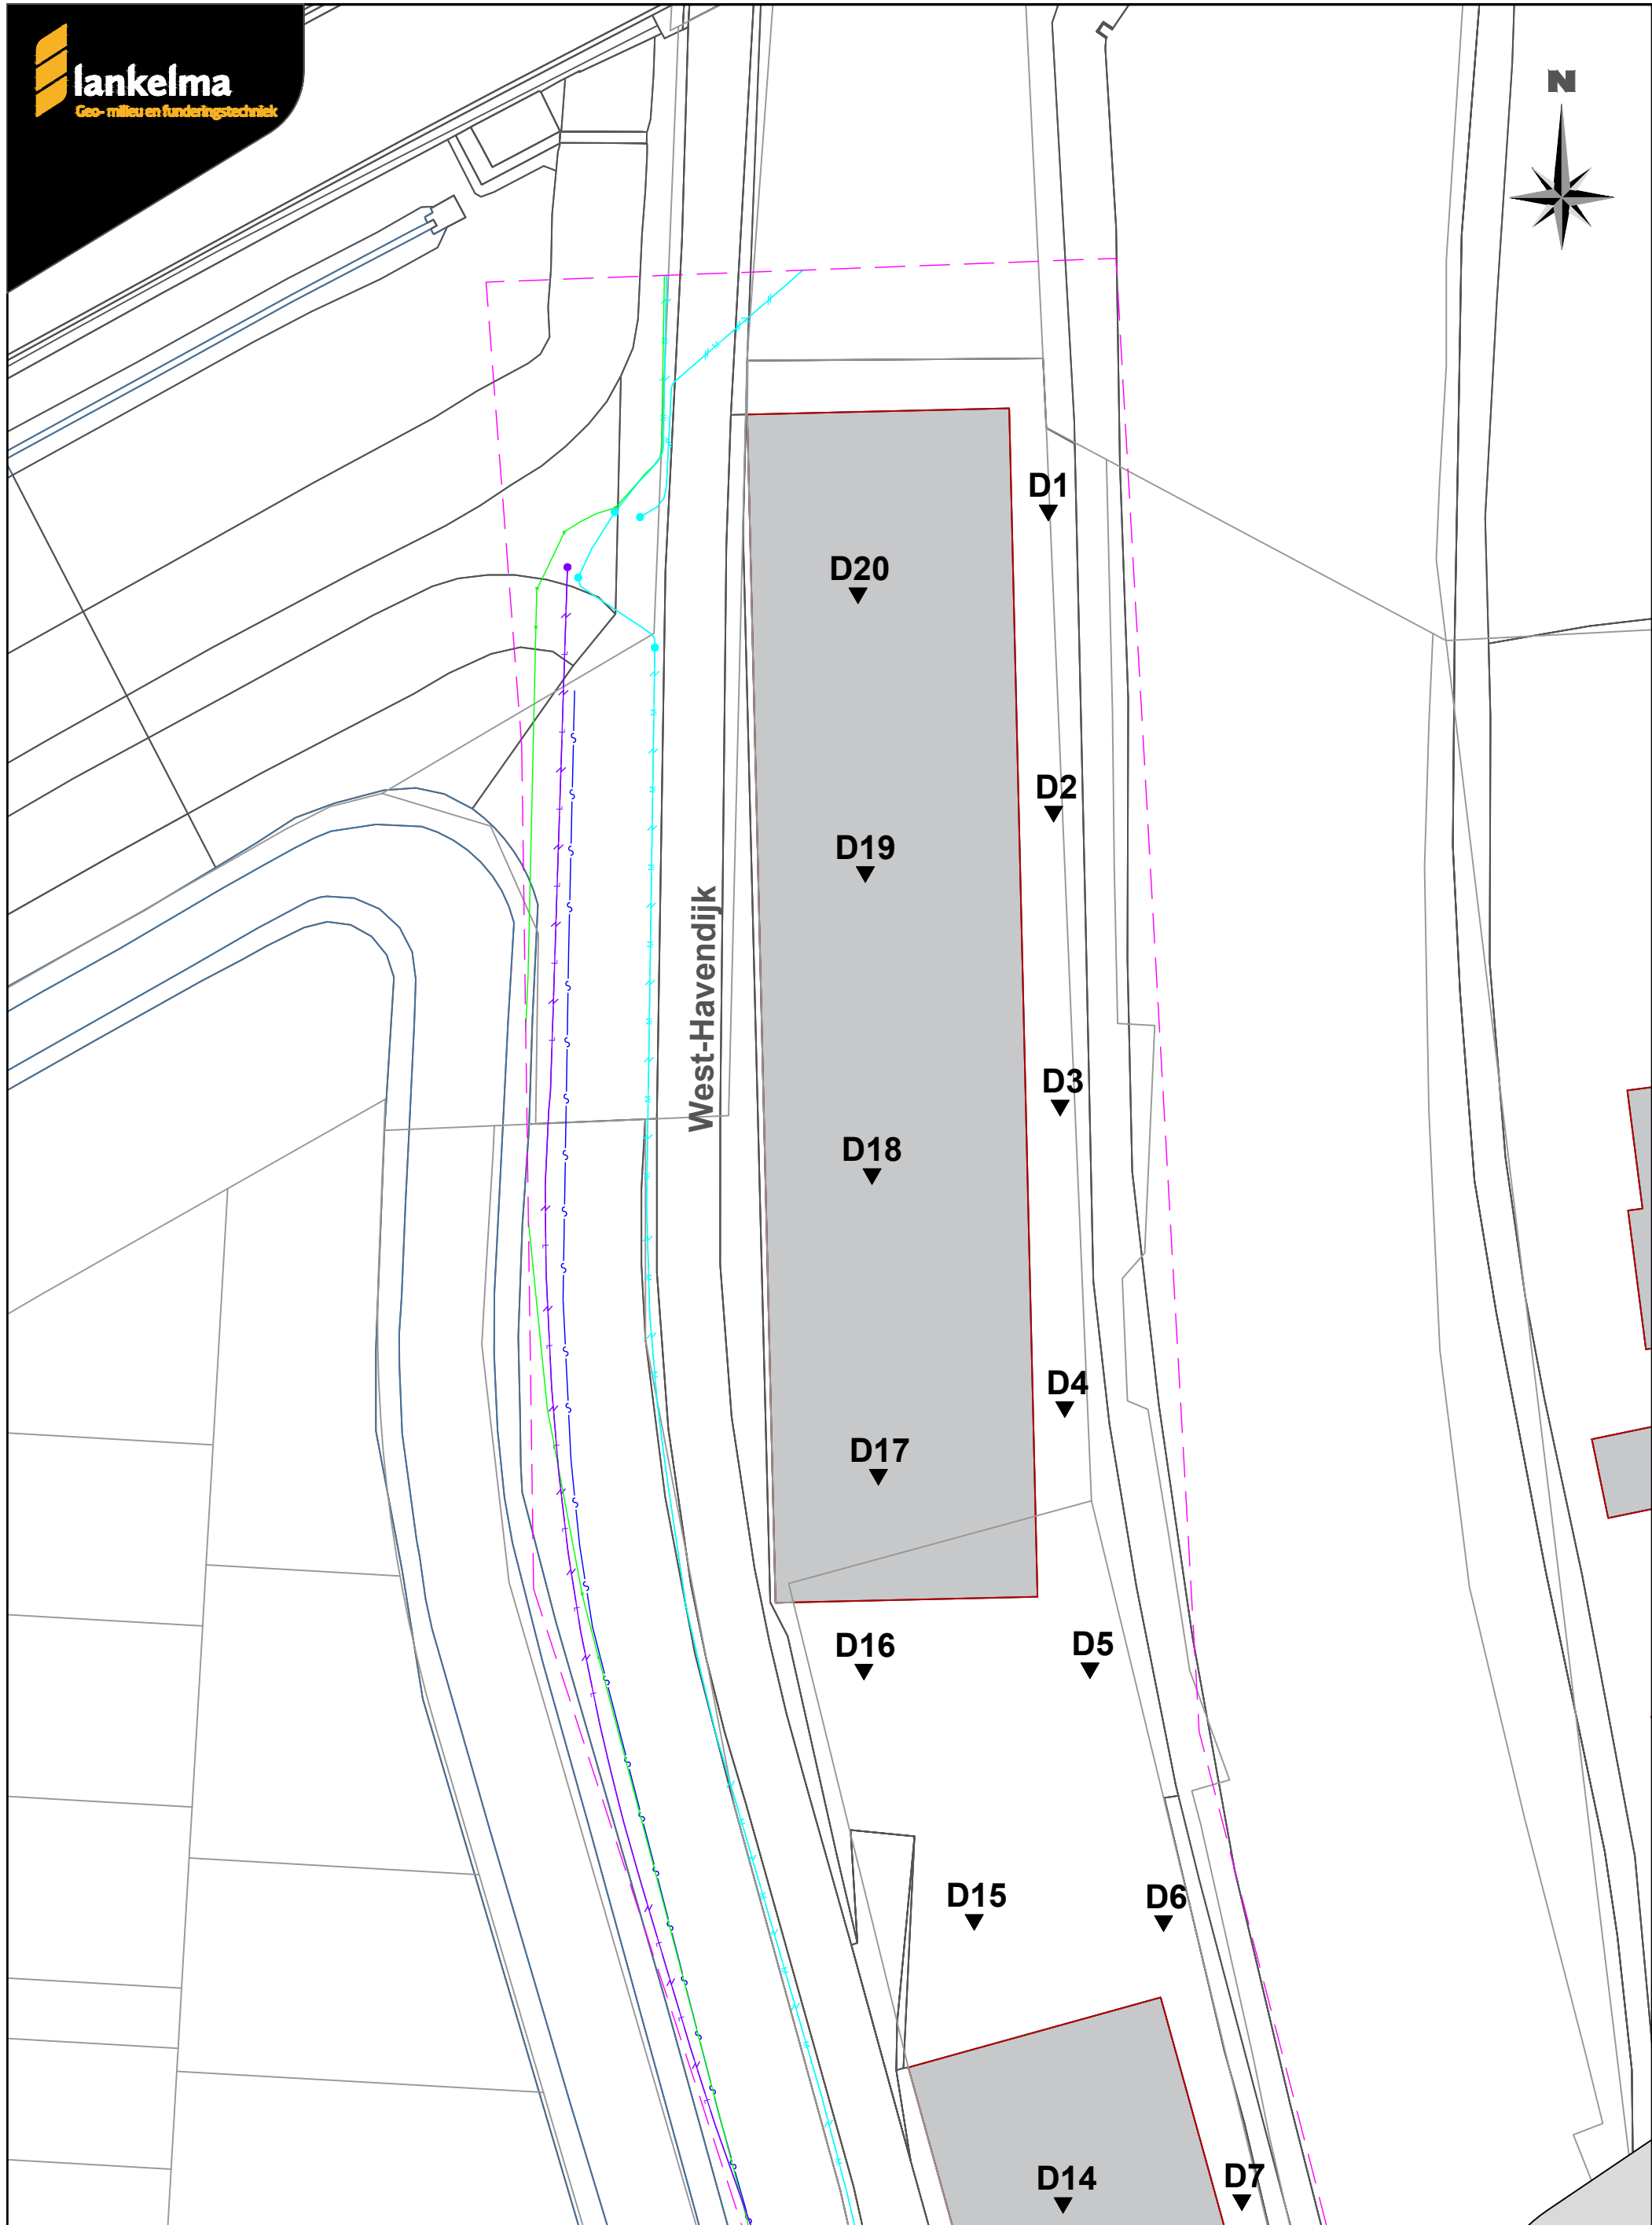 lankelma
Geo- milieu en funderingstechniek
N
D1
D20
D2
D19
West-Havendijk
D3
D18
D4
D17
D16
D5
D15
D6
D14
D7